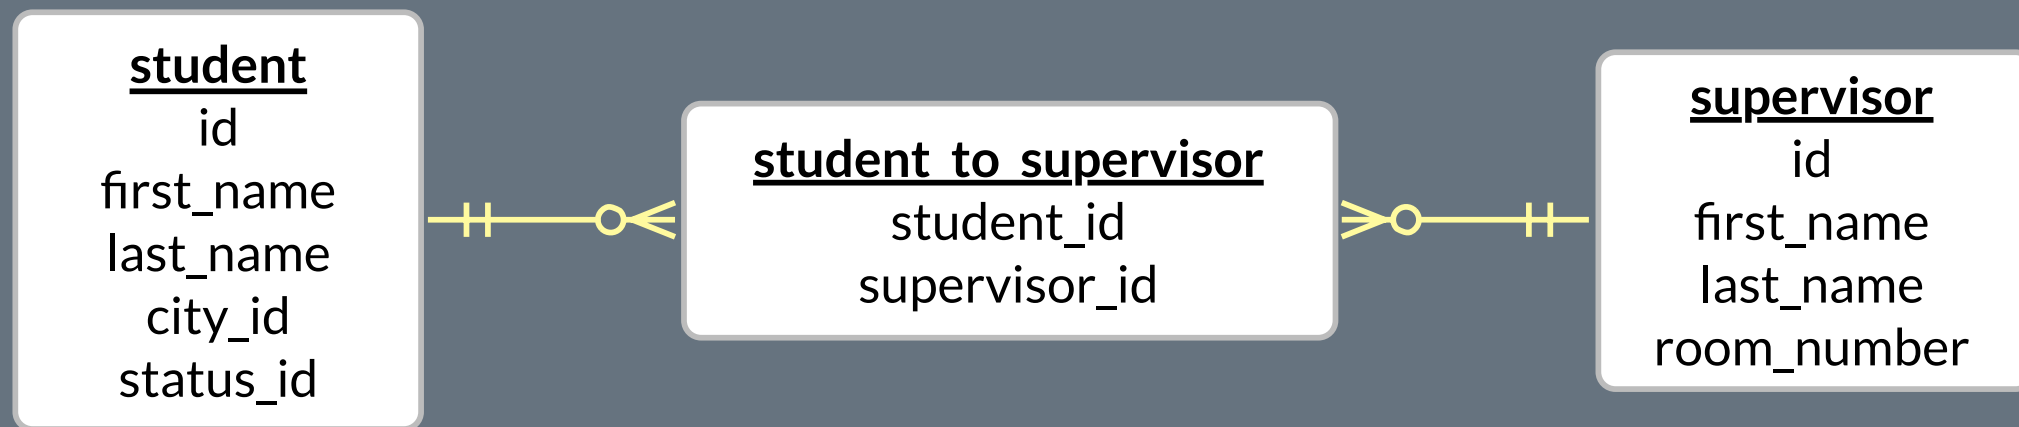 student
id
first_name
last_name
city_id
status_id
student_to_supervisor
student_id
supervisor_id
supervisor
id
first_name
last_name
room_number